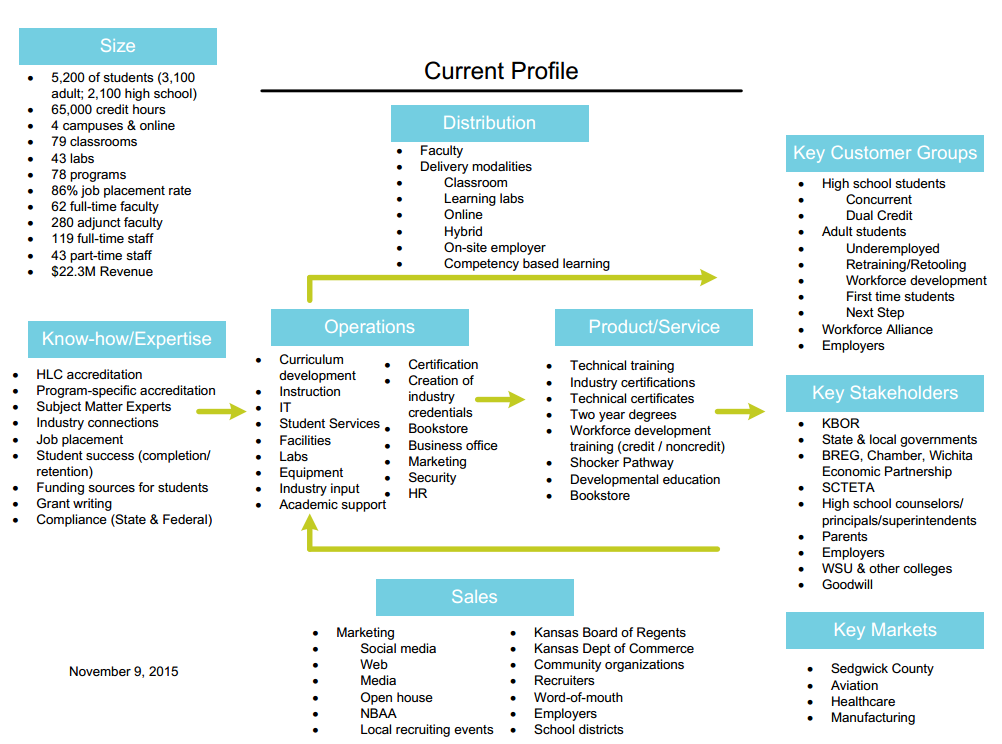 Size
• 5,200 of students (3,100
adult; 2,100 high school)
• 65,000 credit hours
• 4 campuses & online
• 79 classrooms
• 43 labs
• 78 programs
• 86% job placement rate
• 62 full-time faculty
• 280 adjunct faculty
• 119 full-time staff
• 43 part-time staff
• $22.3M Revenue
Current Profile
Distribution
• Faculty
• Delivery modalities
• Classroom
• Learning labs
• Online
• Hybrid
• On-site employer
• Competency based learning
Key Customer Groups
• High school students
• Concurrent
• Dual Credit
• Adult students
• Underemployed
• Retraining/Retooling
• Workforce development
• First time students
• Next Step
• Workforce Alliance
• Employers
Know-how/Expertise
• HLC accreditation
• Program-specific accreditation
• Subject Matter Experts
• Industry connections
• Job placement
• Student success (completion/
retention)
• Funding sources for students
• Grant writing
• Compliance (State & Federal)
Operations
• Curriculum
development
• Instruction
• IT
• Student Services
• Facilities
• Labs
• Equipment
• Industry input
• Academic support
• Certification
• Creation of
industry
credentials
• Bookstore
• Business office
• Marketing
• Security
• HR
Product/Service
• Technical training
• Industry certifications
• Technical certificates
• Two year degrees
• Workforce development
training (credit / noncredit)
• Shocker Pathway
• Developmental education
• Bookstore
Key Stakeholders
• KBOR
• State & local governments
• BREG, Chamber, Wichita
Economic Partnership
• SCTETA
• High school counselors/
principals/superintendents
• Parents
• Employers
• WSU & other colleges
• Goodwill
Sales
• Marketing
• Social media
• Web
• Media
• Open house
• NBAA
• Local recruiting events
• Kansas Board of Regents
• Kansas Dept of Commerce
• Community organizations
• Recruiters
• Word-of-mouth
• Employers
• School districts
Key Markets
• Sedgwick County
• Aviation
• Healthcare
• Manufacturing
November 9, 2015